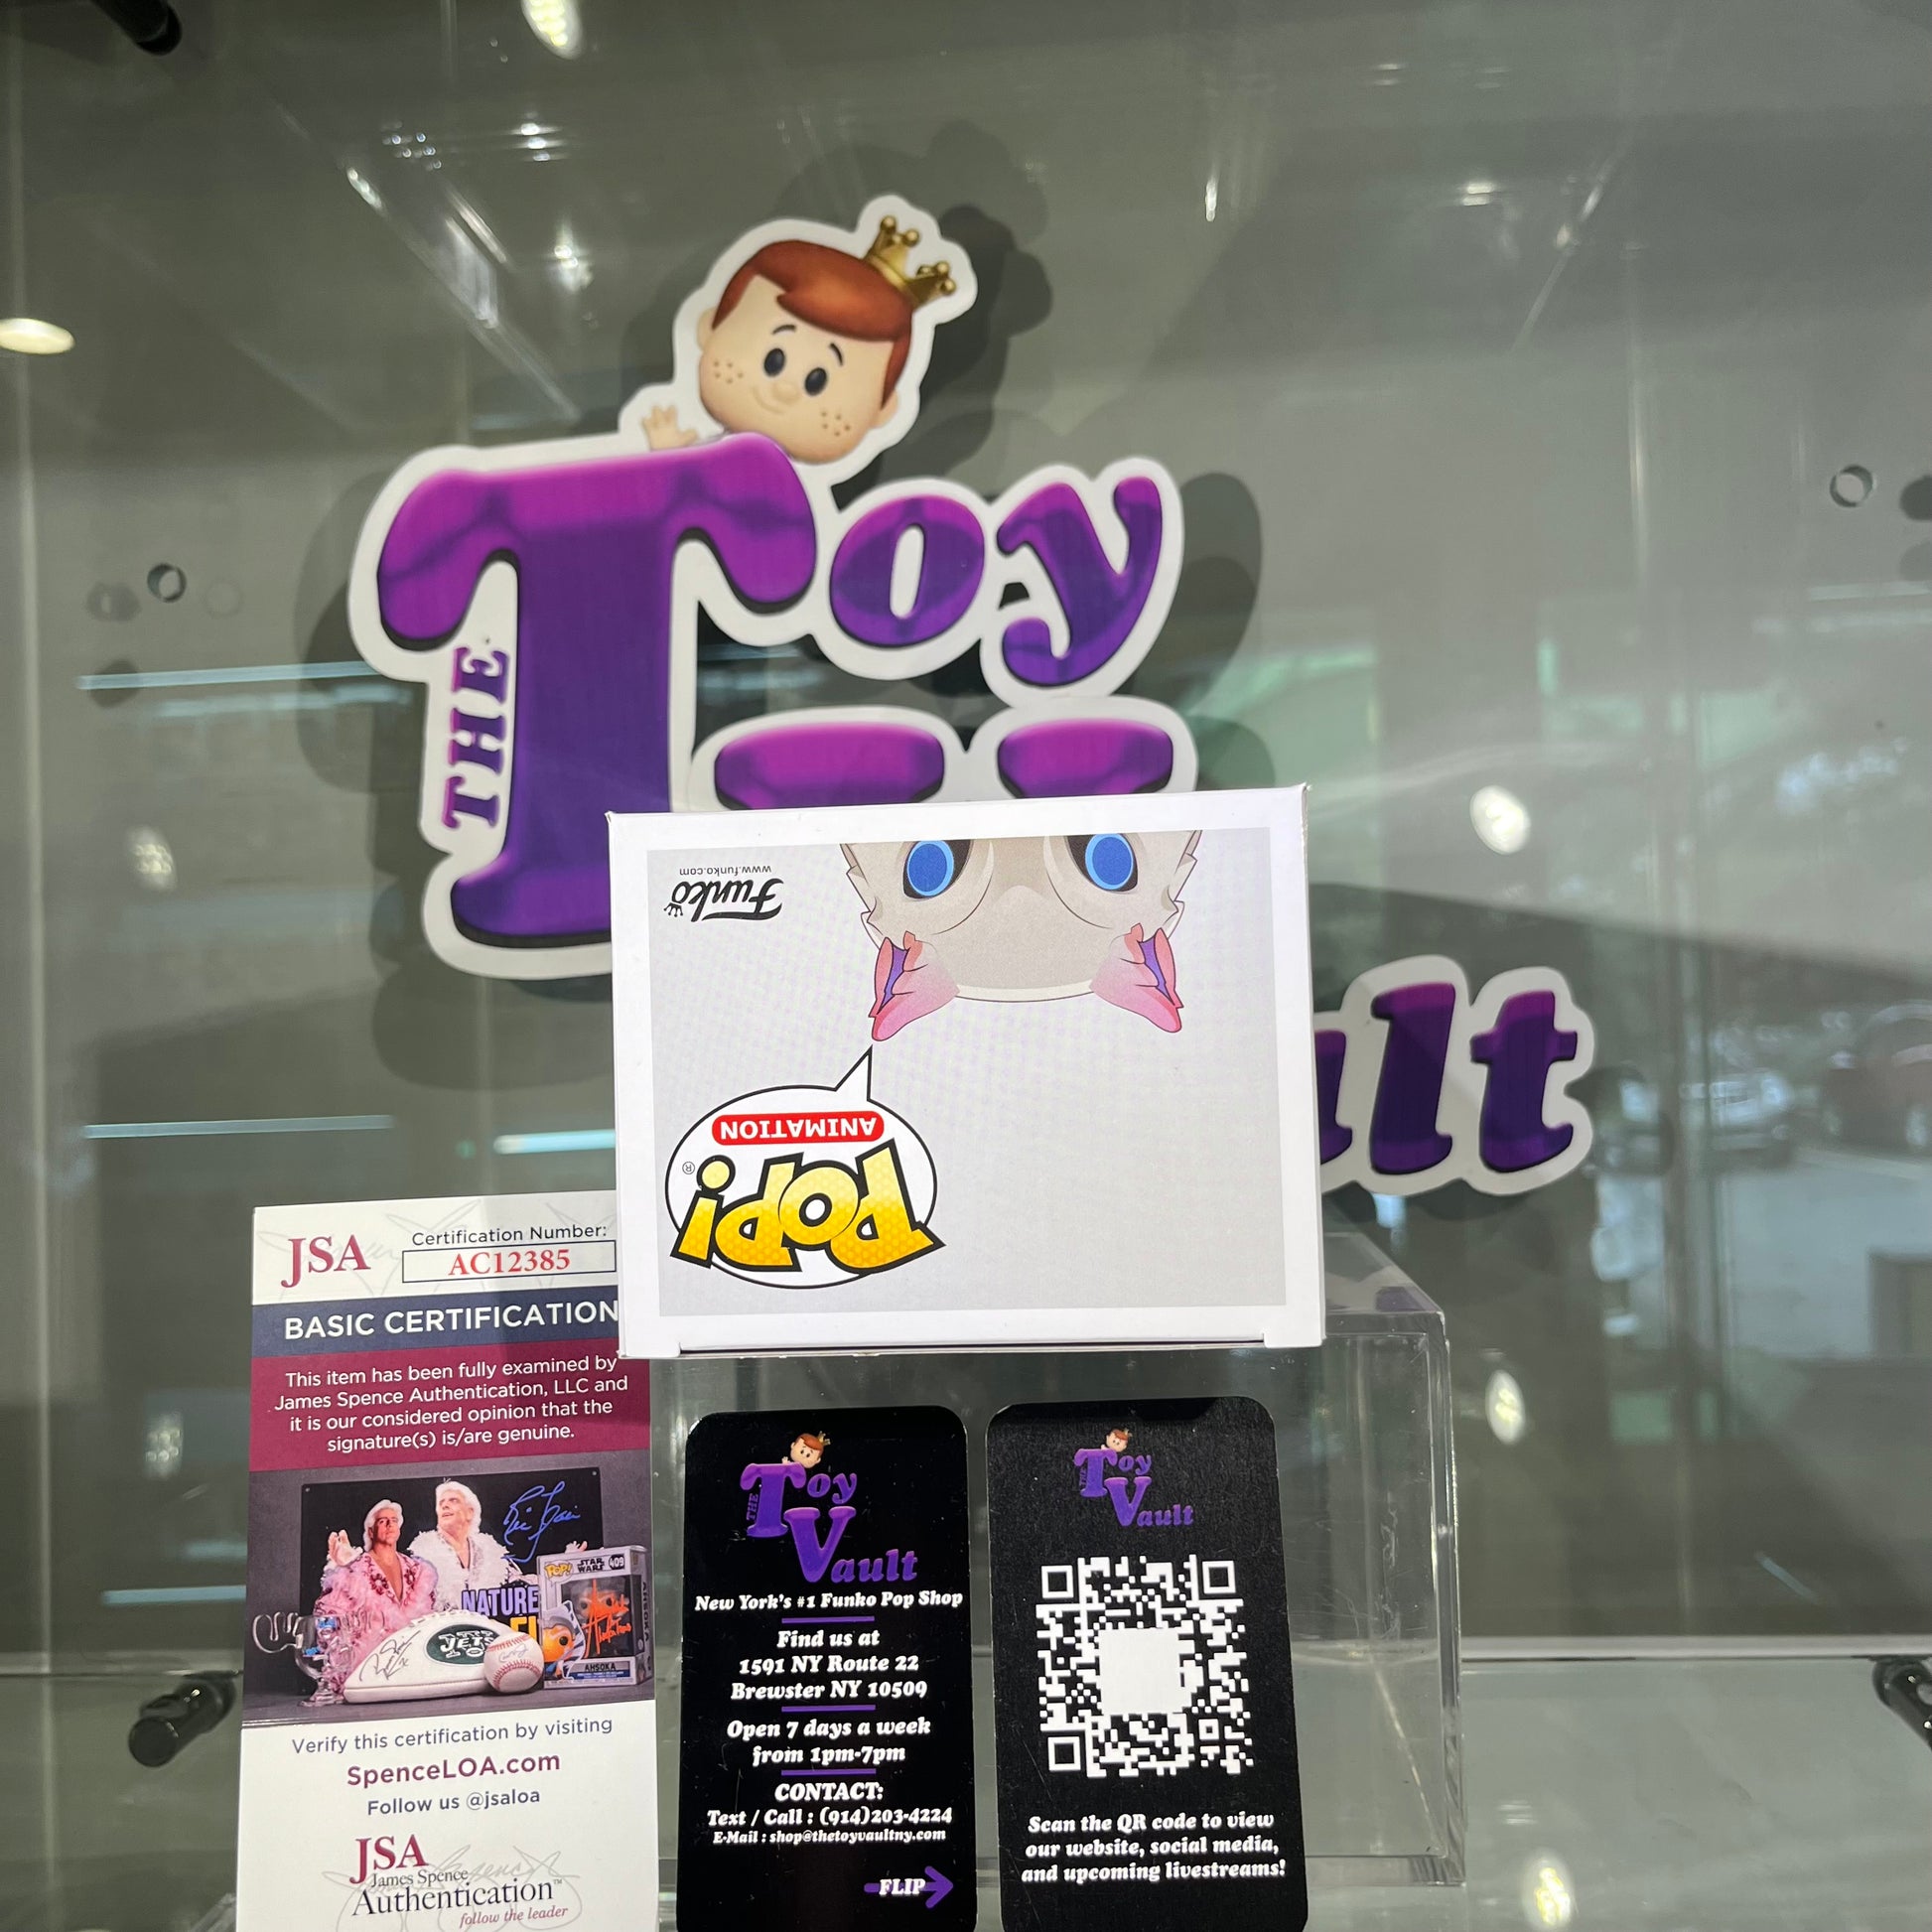 THE
Toy
ult
www.funko.com
Funko
ANIMATION
POP!
®
JSA
Certification Number:
AC12385
BASIC CERTIFICATION
This item has been fully examined by
James Spence Authentication, LLC and
it is our considered opinion that the
signature(s) is/are genuine.
NATURE
JETS
POP!
STAR WARS
409
AHSOKA
Verify this certification by visiting
SpenceLOA.com
Follow us @jsaloa
JSA
James Spence
Authentication™
follow the leader
THE
Toy
Vault
New York's #1 Funko Pop Shop
Find us at
1591 NY Route 22
Brewster NY 10509
Open 7 days a week
from 1pm-7pm
CONTACT:
Text / Call : (914)203-4224
E-Mail : shop@thetoyvaultny.com
FLIP
THE
Toy
Vault
Scan the QR code to view
our website, social media,
and upcoming livestreams!